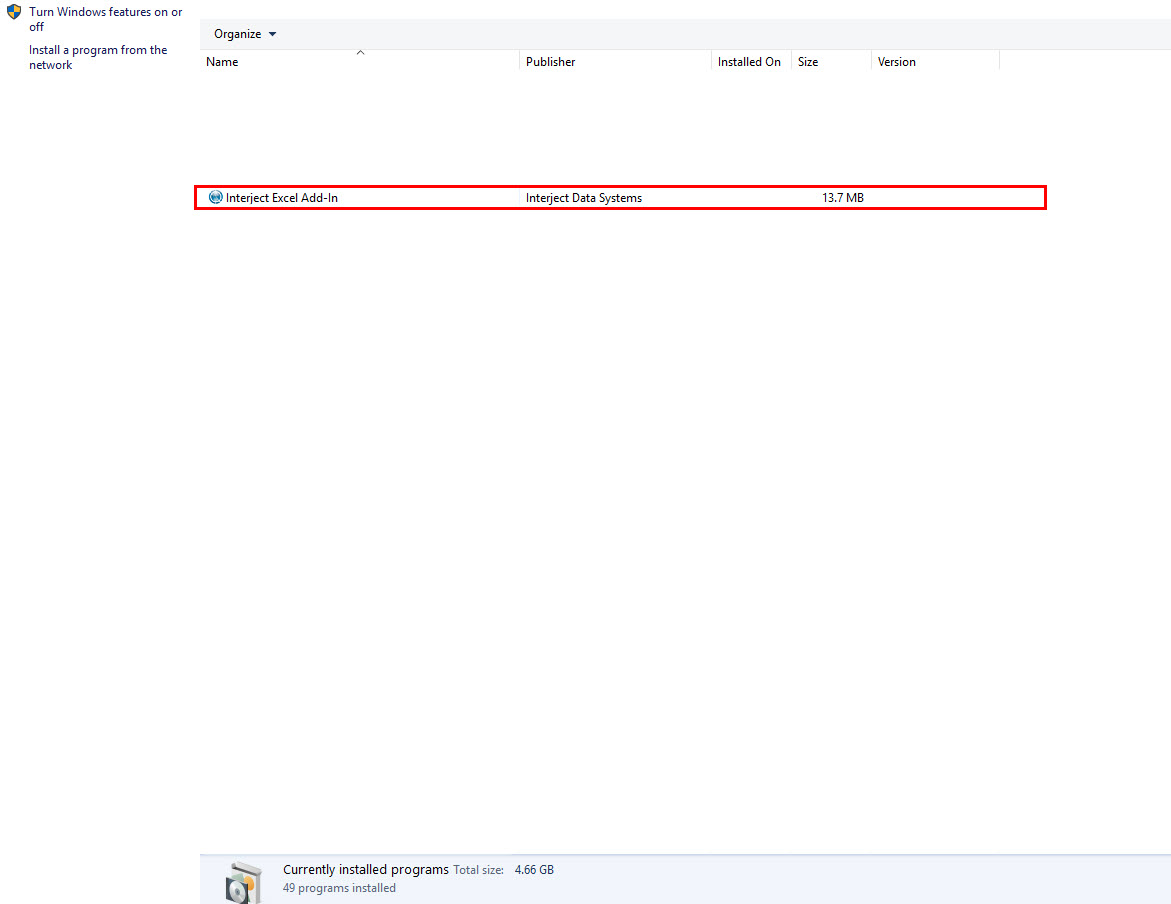 Turn Windows features on or
off
Install a program from the
network
Organize
Name Publisher Installed On Size Version
Interject Excel Add-In Interject Data Systems 13.7 MB
Currently installed programs Total size: 4.66 GB
49 programs installed